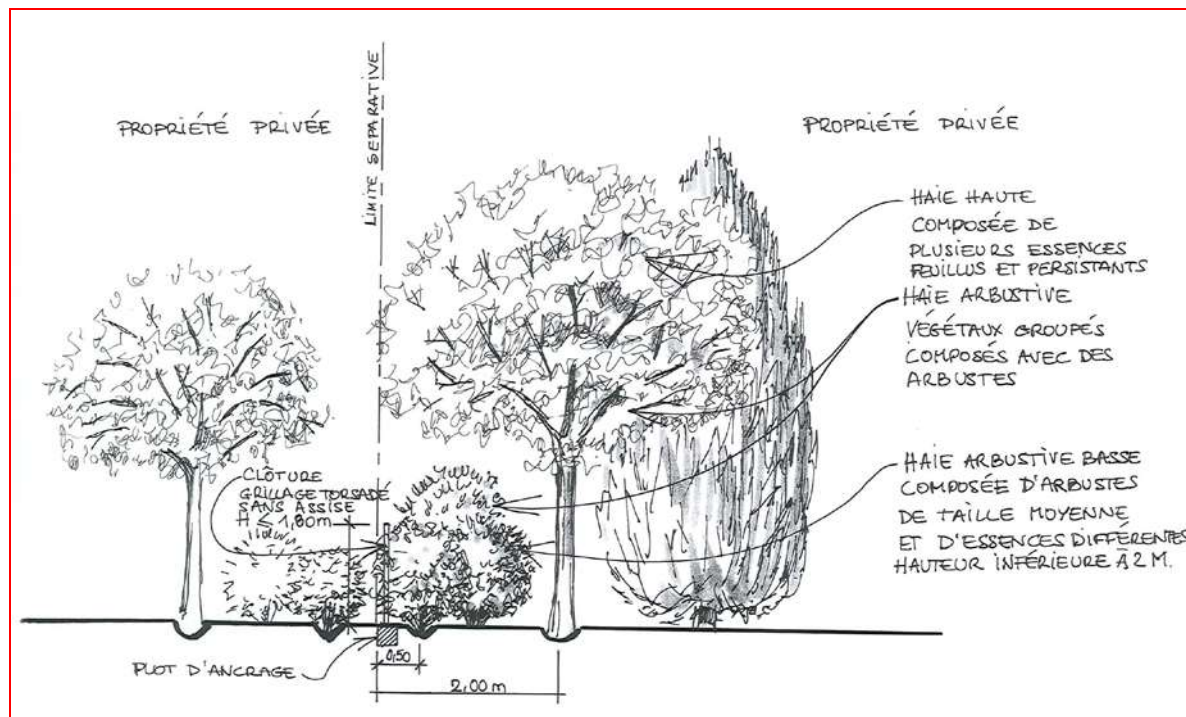 PROPRIÉTÉ PRIVÉE
LIMITE SEPARATIVE
PROPRIÉTÉ PRIVÉE
HAIE HAUTE
COMPOSÉE DE
PLUSIEURS ESSENCES
FEUILLUS ET PERSISTANTS
HAIE ARBUSTIVE
VÉGÉTAUX GROUPÉS
COMPOSÉS AVEC DES
ARBUSTES
HAIE ARBUSTIVE BASSE
COMPOSÉE D'ARBUSTES
DE TAILLE MOYENNE
ET D'ESSENCES DIFFÉRENTES
HAUTEUR INFÉRIEURE À 2 M.
CLÔTURE
GRILLAGE TORSADÉ
SANS ASSISE
H ≤ 1,80m
PLOT D'ANCRAGE
0,50
2,00 m